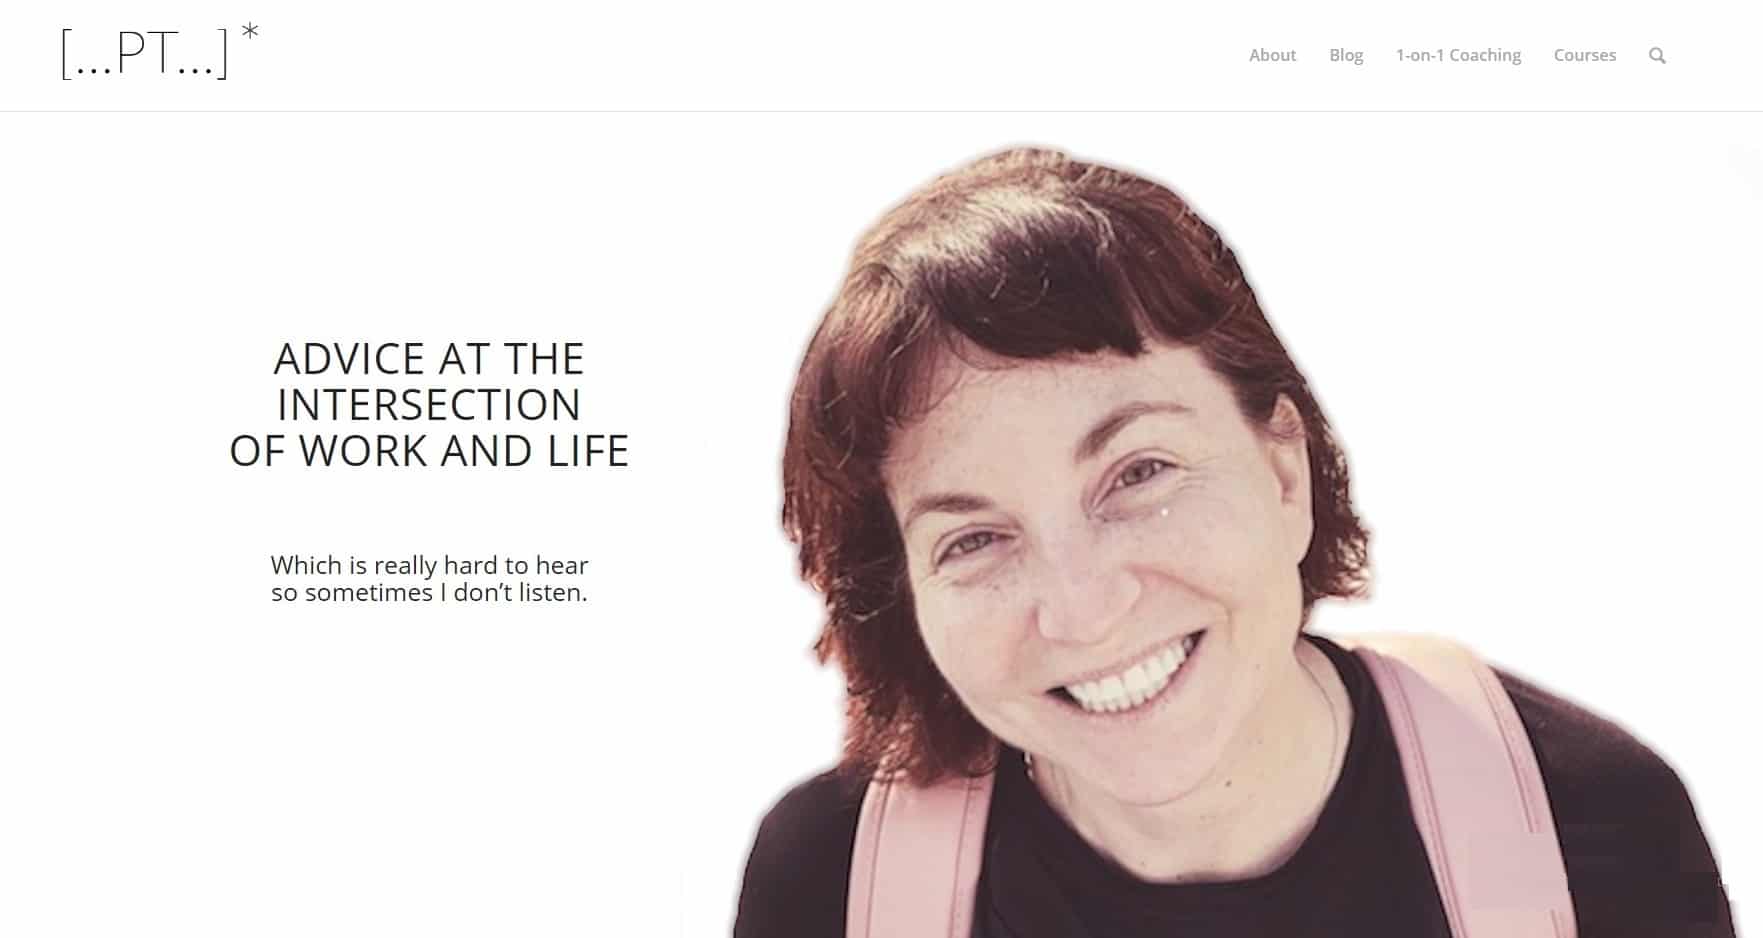 [...PT...]*
About Blog 1-on-1 Coaching Courses
ADVICE AT THE
INTERSECTION
OF WORK AND LIFE
Which is really hard to hear
so sometimes I don’t listen.